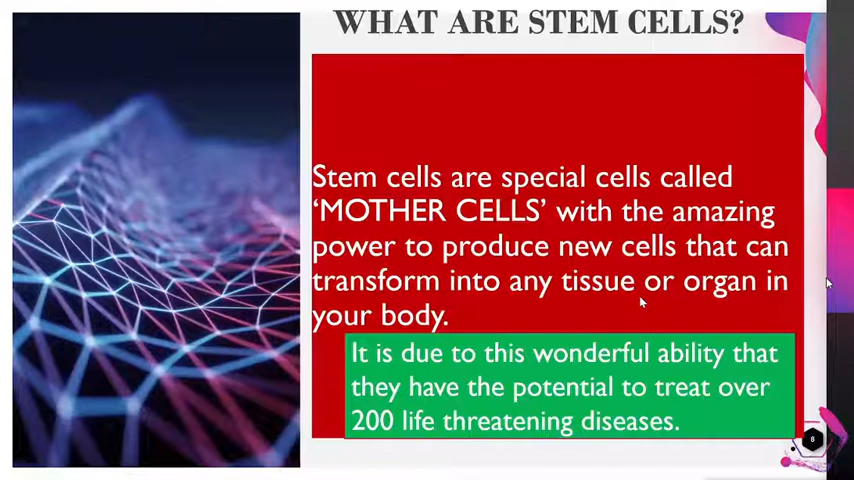 WHAT ARE STEM CELLS?
Stem cells are special cells called
‘MOTHER CELLS’ with the amazing
power to produce new cells that can
transform into any tissue or organ in
your body.
It is due to this wonderful ability that
they have the potential to treat over
200 life threatening diseases.
8